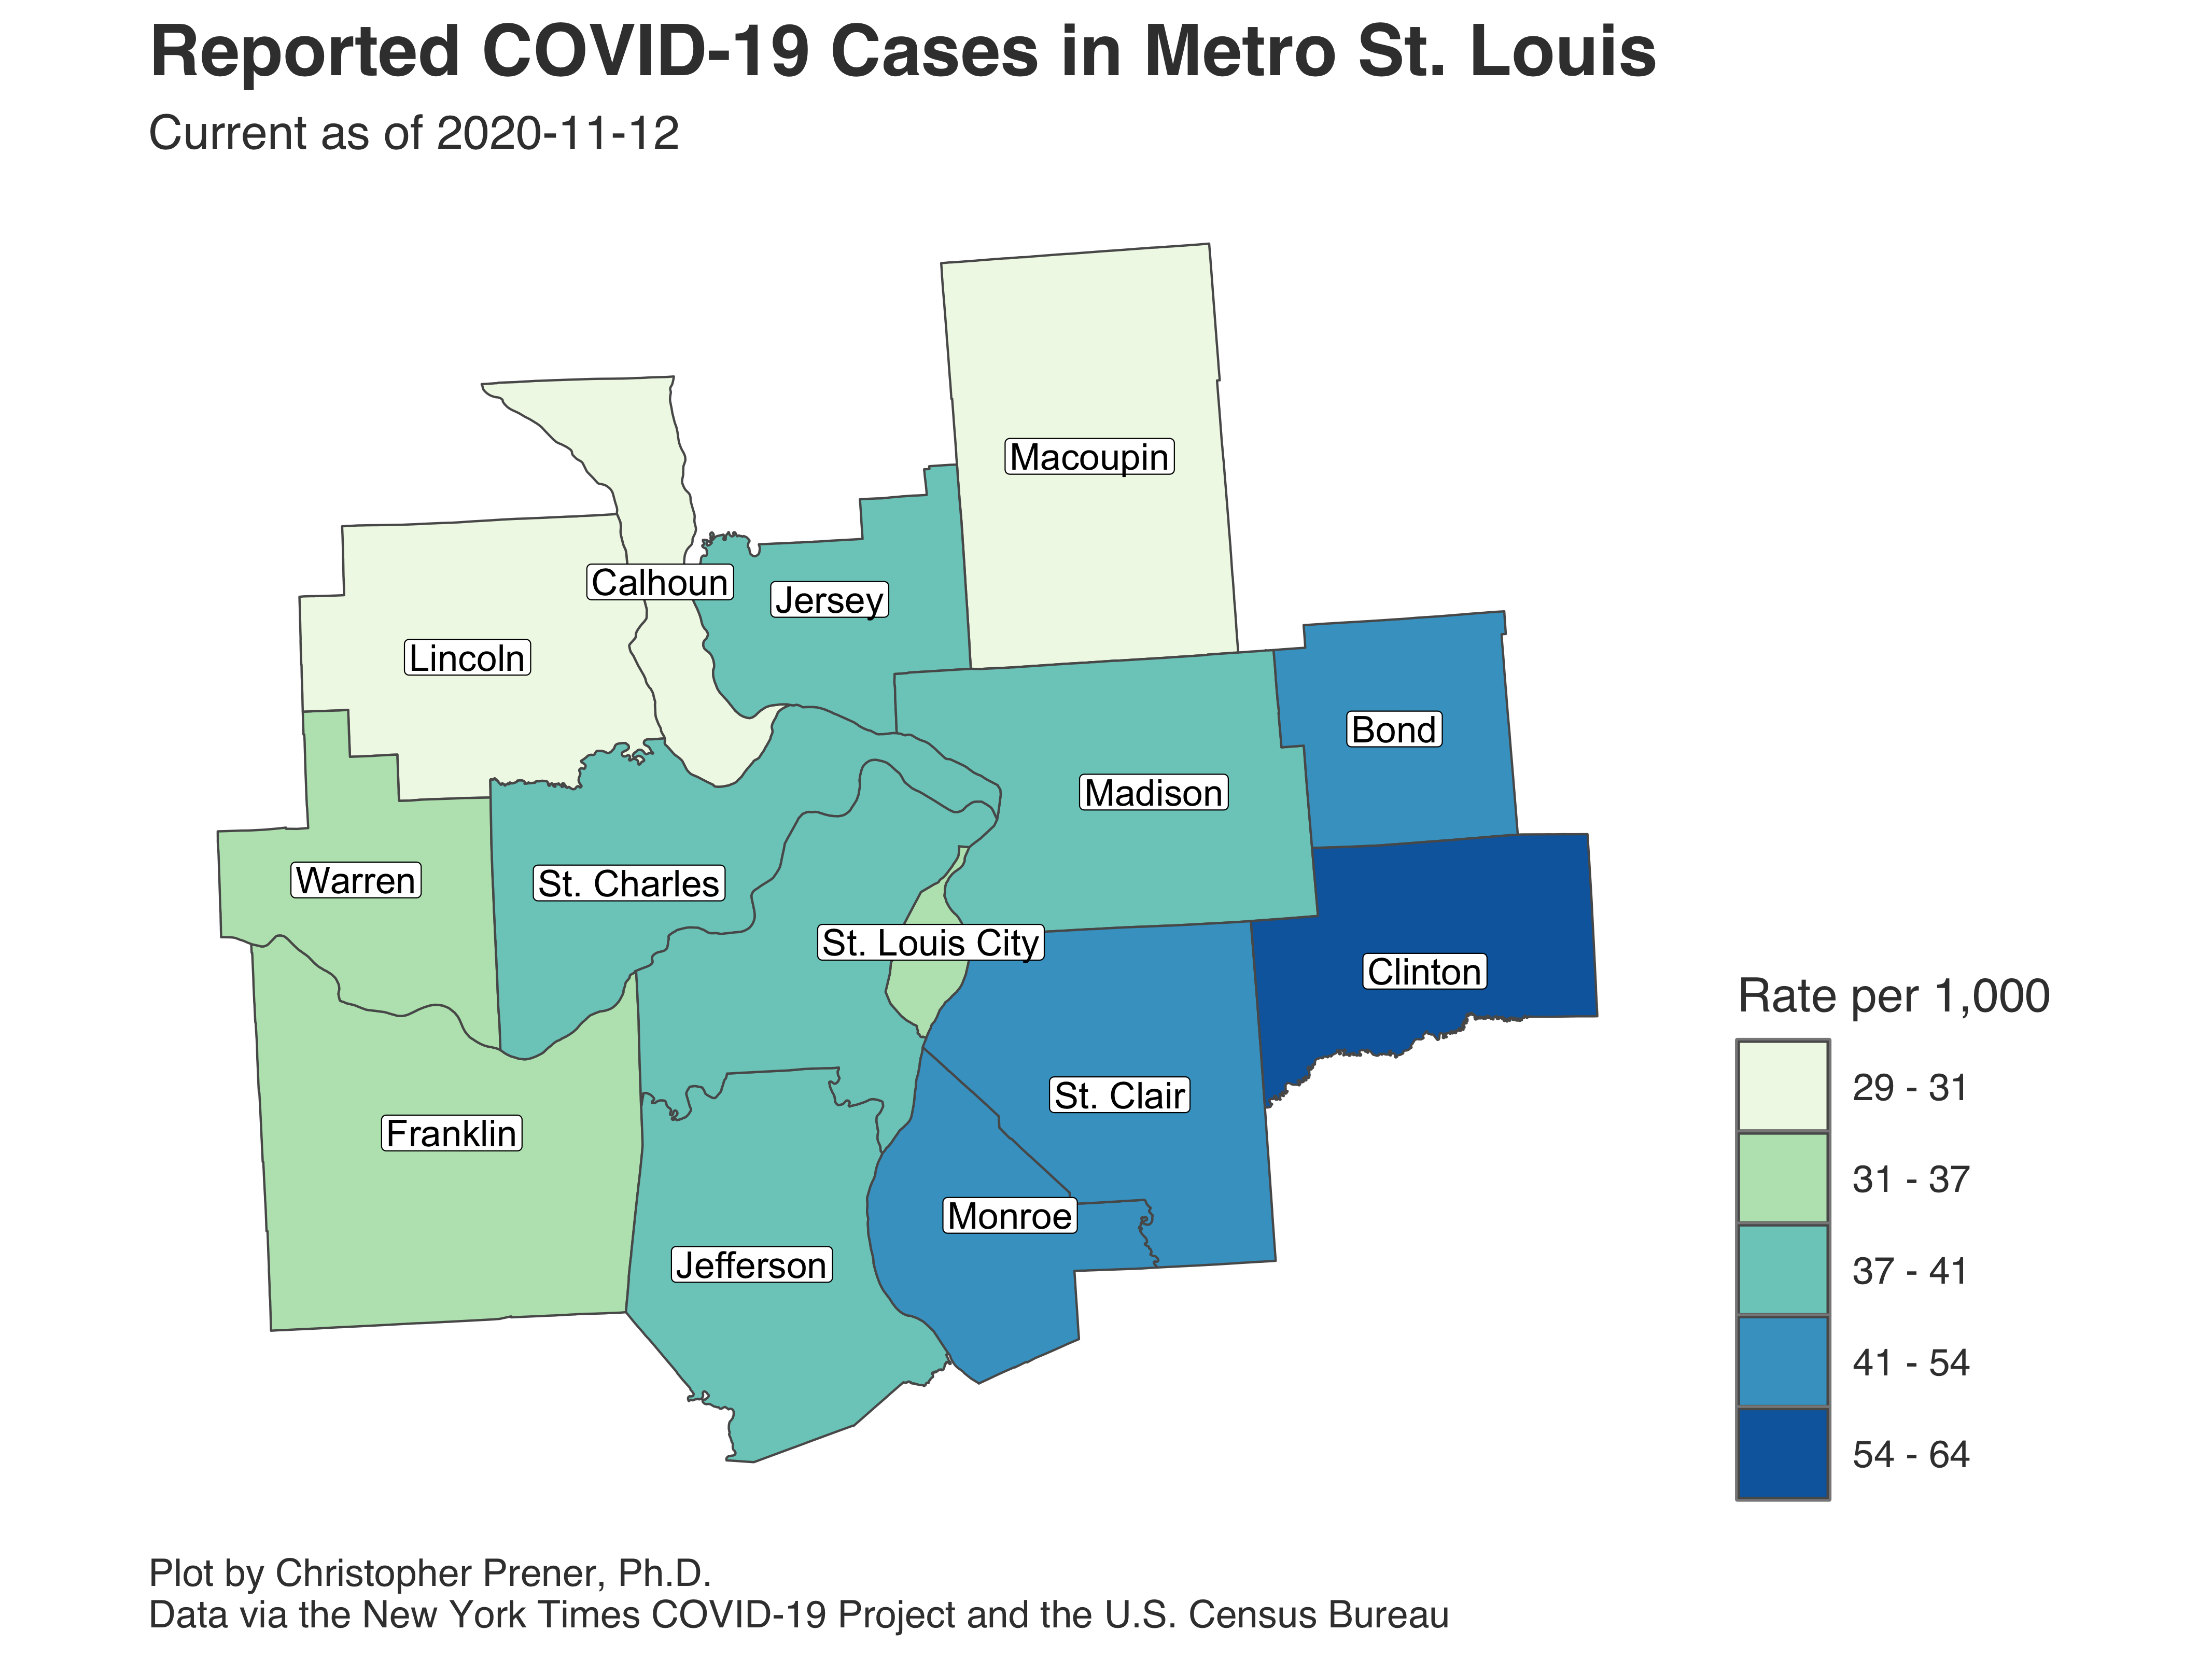 Reported COVID-19 Cases in Metro St. Louis
Current as of 2020-11-12
Macoupin
Calhoun
Jersey
Lincoln
Bond
Madison
Warren
St. Charles
St. Louis City
Clinton
St. Clair
Franklin
Monroe
Jefferson
Rate per 1,000
29 - 31
31 - 37
37 - 41
41 - 54
54 - 64
Plot by Christopher Prener, Ph.D.
Data via the New York Times COVID-19 Project and the U.S. Census Bureau